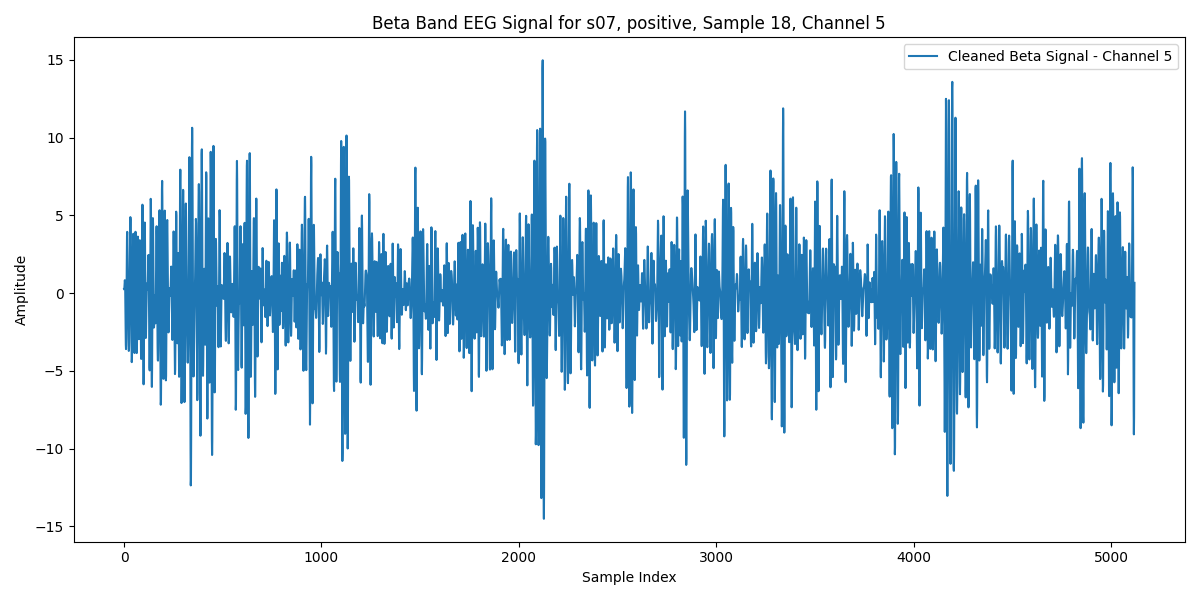 Beta Band EEG Signal for s07, positive, Sample 18, Channel 5
Cleaned Beta Signal - Channel 5
Amplitude
15
10
5
0
−5
−10
−15
0 1000 2000 3000 4000 5000
Sample Index